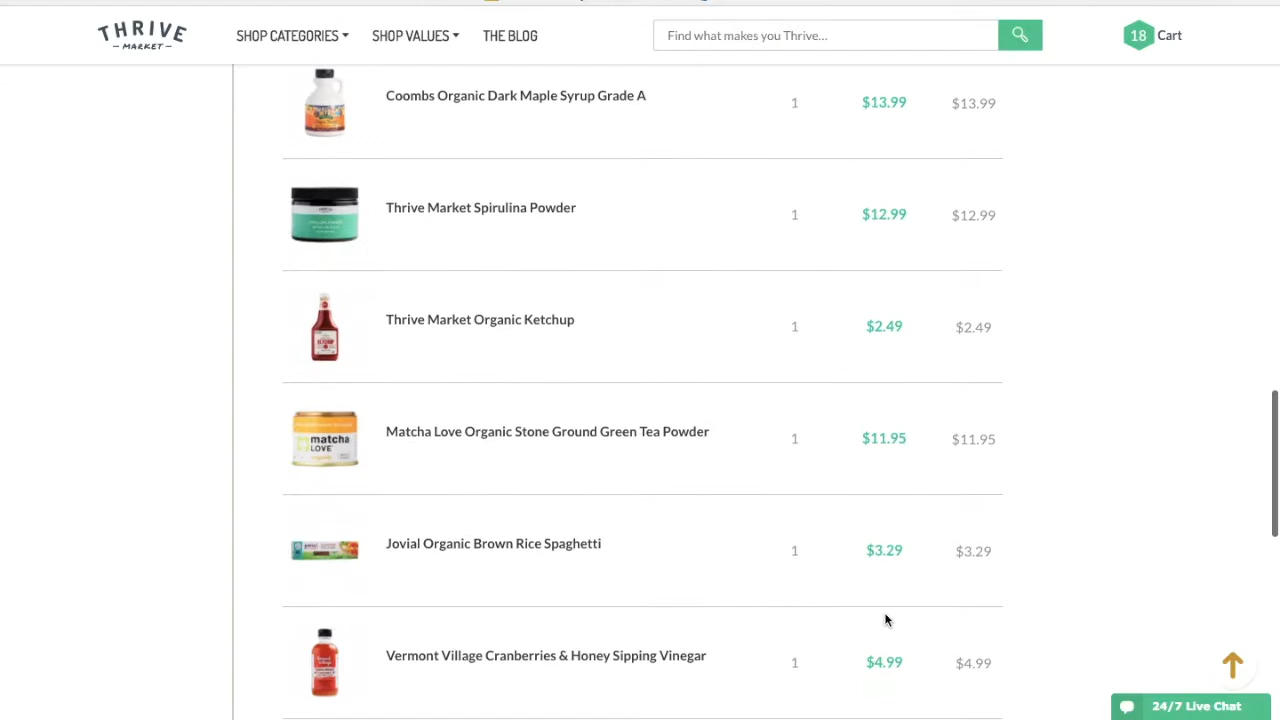 THRIVE
MARKET
SHOP CATEGORIES
SHOP VALUES
THE BLOG
Find what makes you Thrive...
18
Cart
Coombs Organic Dark Maple Syrup Grade A
1
$13.99
$13.99
Thrive Market Spirulina Powder
1
$12.99
$12.99
Thrive Market Organic Ketchup
1
$2.49
$2.49
matcha
LOVE
Matcha Love Organic Stone Ground Green Tea Powder
1
$11.95
$11.95
Jovial Organic Brown Rice Spaghetti
1
$3.29
$3.29
Vermont Village Cranberries & Honey Sipping Vinegar
1
$4.99
$4.99
24/7 Live Chat